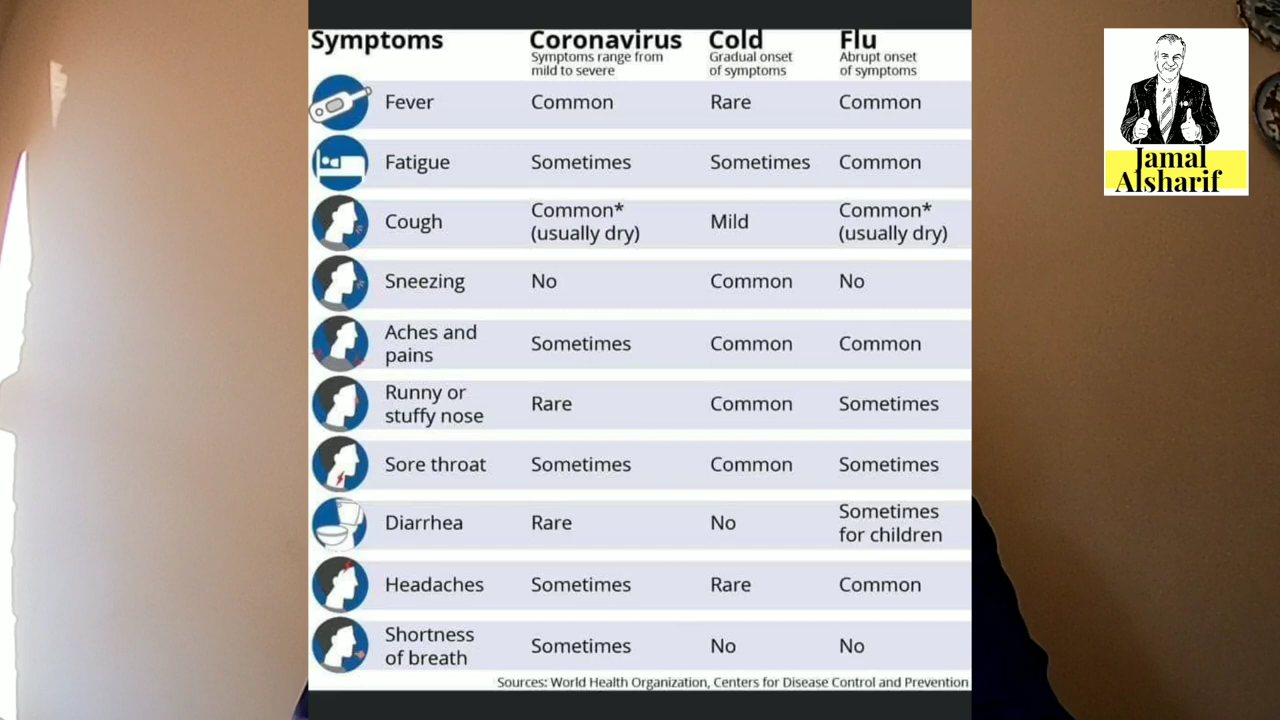 Symptoms Coronavirus Cold Flu
Symptoms range from Gradual onset Abrupt onset
mild to severe of symptoms of symptoms
Fever Common Rare Common
Fatigue Sometimes Sometimes Common
Cough Common* (usually dry) Mild Common* (usually dry)
Sneezing No Common No
Aches and pains Sometimes Common Common
Runny or stuffy nose Rare Common Sometimes
Sore throat Sometimes Common Sometimes
Diarrhea Rare No Sometimes for children
Headaches Sometimes Rare Common
Shortness of breath Sometimes No No
Sources: World Health Organization, Centers for Disease Control and Prevention
Jamal
Alsharif